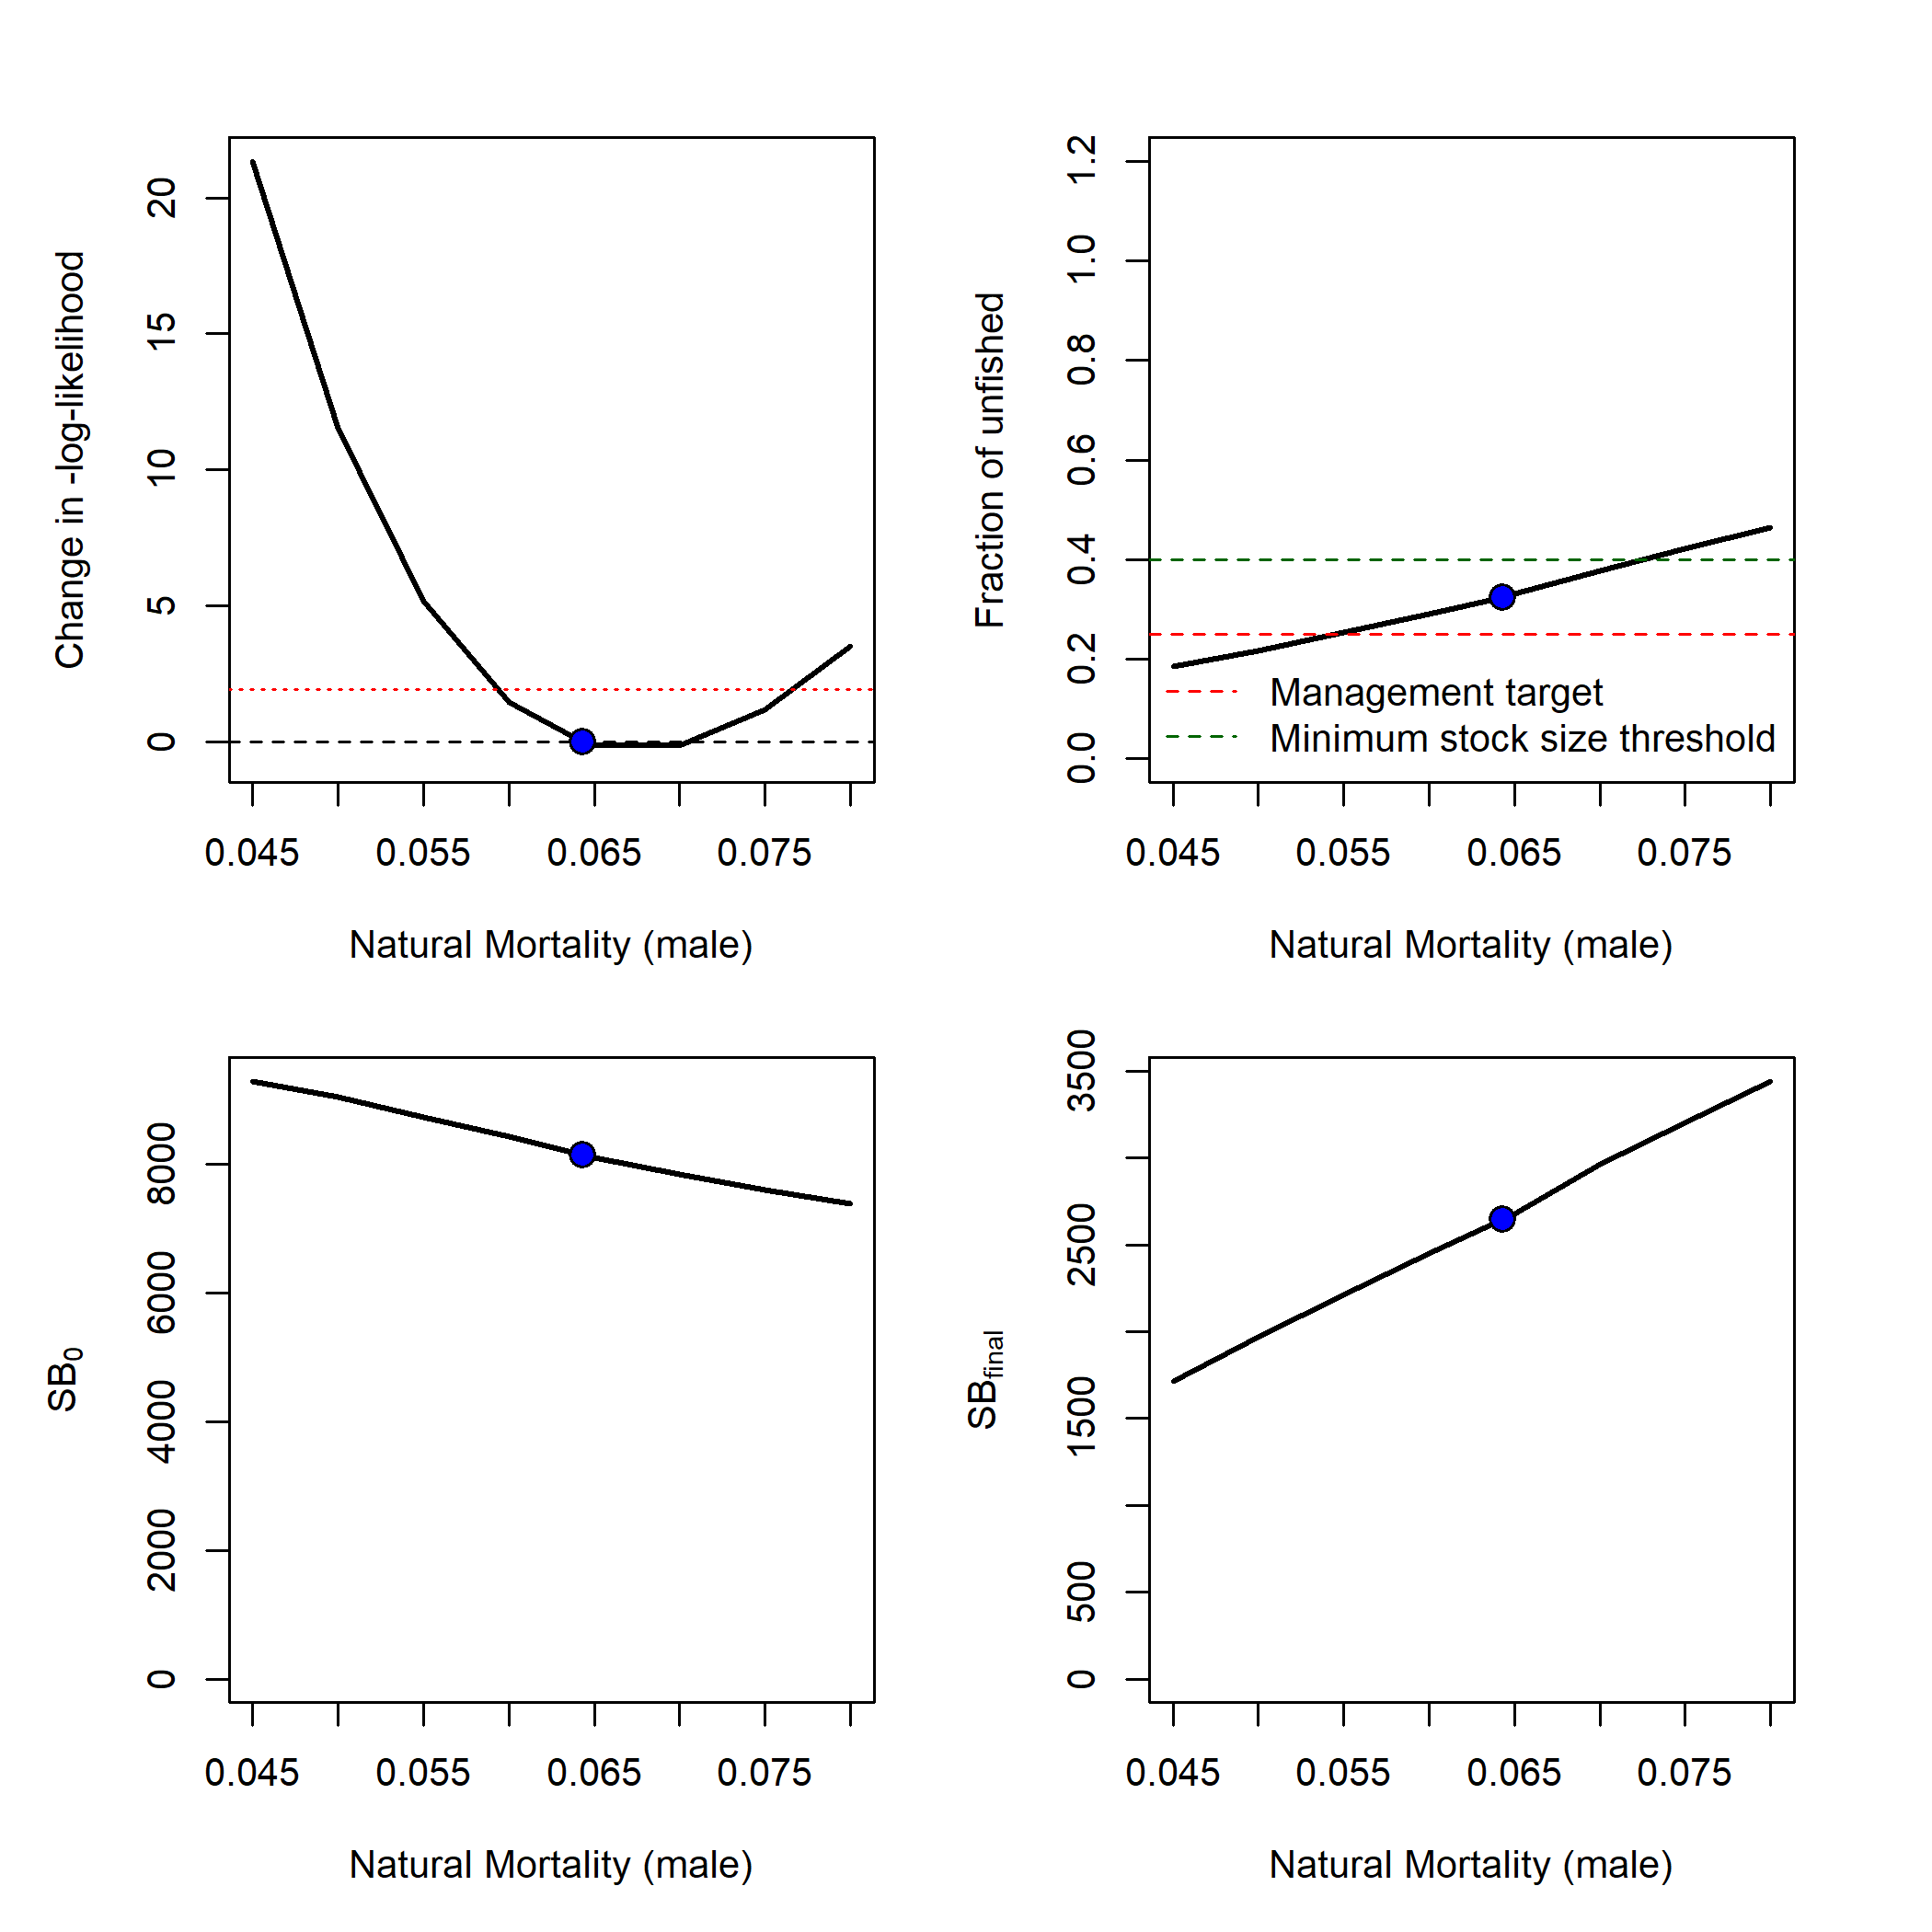 Change in -log-likelihood
0 5 10 15 20
0.045 0.055 0.065 0.075
Natural Mortality (male)
Fraction of unfished
0.0 0.2 0.4 0.6 0.8 1.0 1.2
Management target
Minimum stock size threshold
0.045 0.055 0.065 0.075
Natural Mortality (male)
SB0
0 2000 4000 6000 8000
0.045 0.055 0.065 0.075
Natural Mortality (male)
SBfinal
0 500 1500 2500 3500
0.045 0.055 0.065 0.075
Natural Mortality (male)